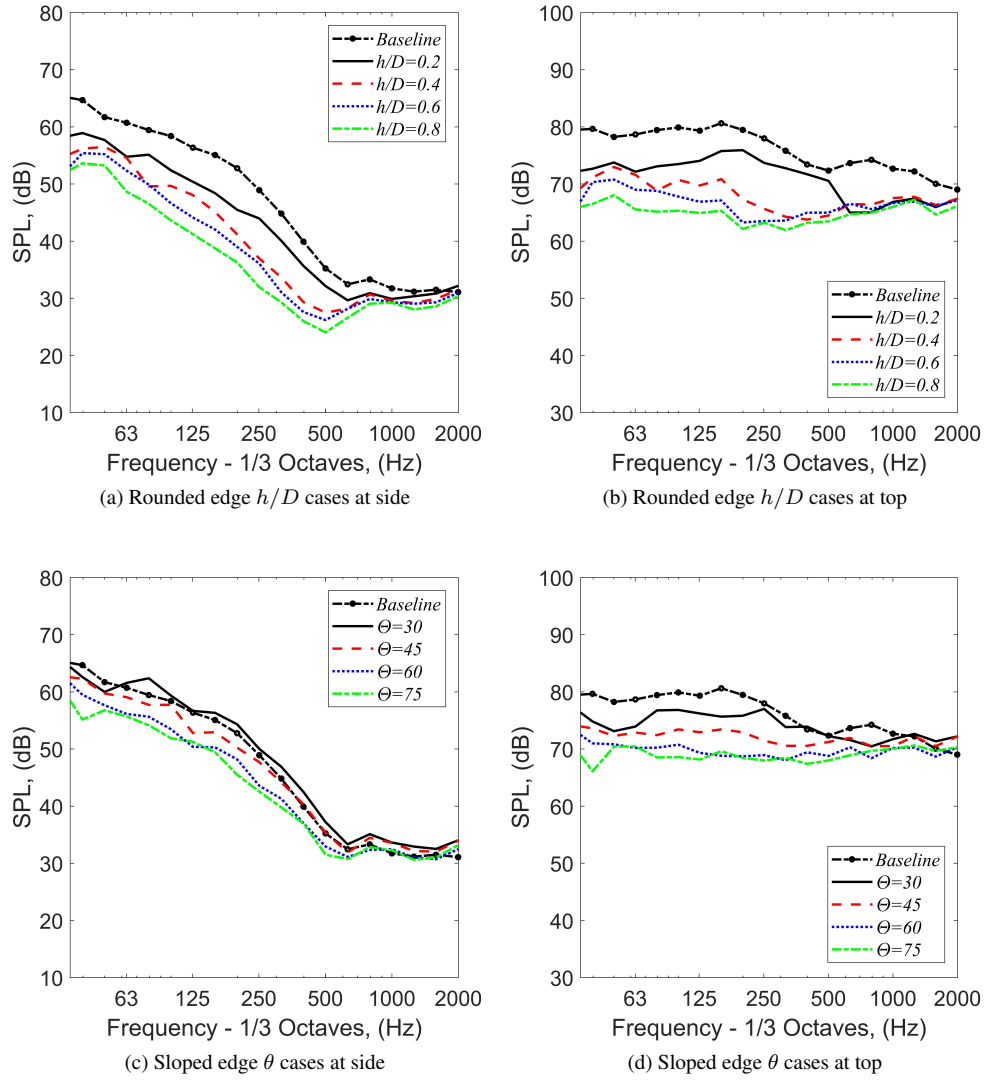 80
70
60
50
40
30
20
10
SPL, (dB)
Baseline
h/D=0.2
h/D=0.4
h/D=0.6
h/D=0.8
63 125 250 500 1000 2000
Frequency - 1/3 Octaves, (Hz)
(a) Rounded edge h/D cases at side
100
90
80
70
60
50
40
30
SPL, (dB)
Baseline
h/D=0.2
h/D=0.4
h/D=0.6
h/D=0.8
63 125 250 500 1000 2000
Frequency - 1/3 Octaves, (Hz)
(b) Rounded edge h/D cases at top
80
70
60
50
40
30
20
10
SPL, (dB)
Baseline
Θ=30
Θ=45
Θ=60
Θ=75
63 125 250 500 1000 2000
Frequency - 1/3 Octaves, (Hz)
(c) Sloped edge θ cases at side
100
90
80
70
60
50
40
30
SPL, (dB)
Baseline
Θ=30
Θ=45
Θ=60
Θ=75
63 125 250 500 1000 2000
Frequency - 1/3 Octaves, (Hz)
(d) Sloped edge θ cases at top